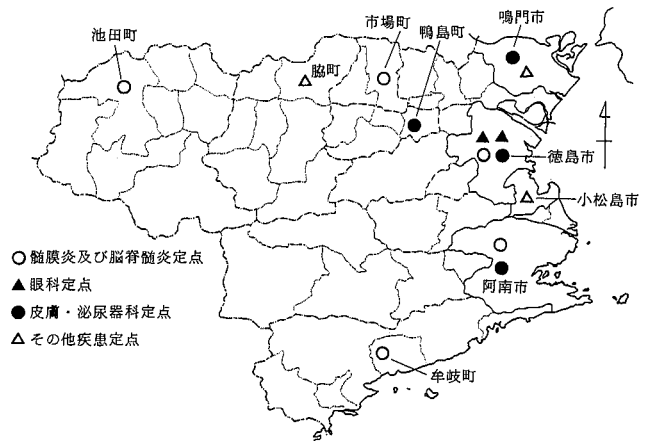 池田町
脇町
市場町
鴨島町
鳴門市
徳島市
小松島市
阿南市
牟岐町
髄膜炎及び脳脊髄炎定点
眼科定点
皮膚・泌尿器科定点
その他疾患定点